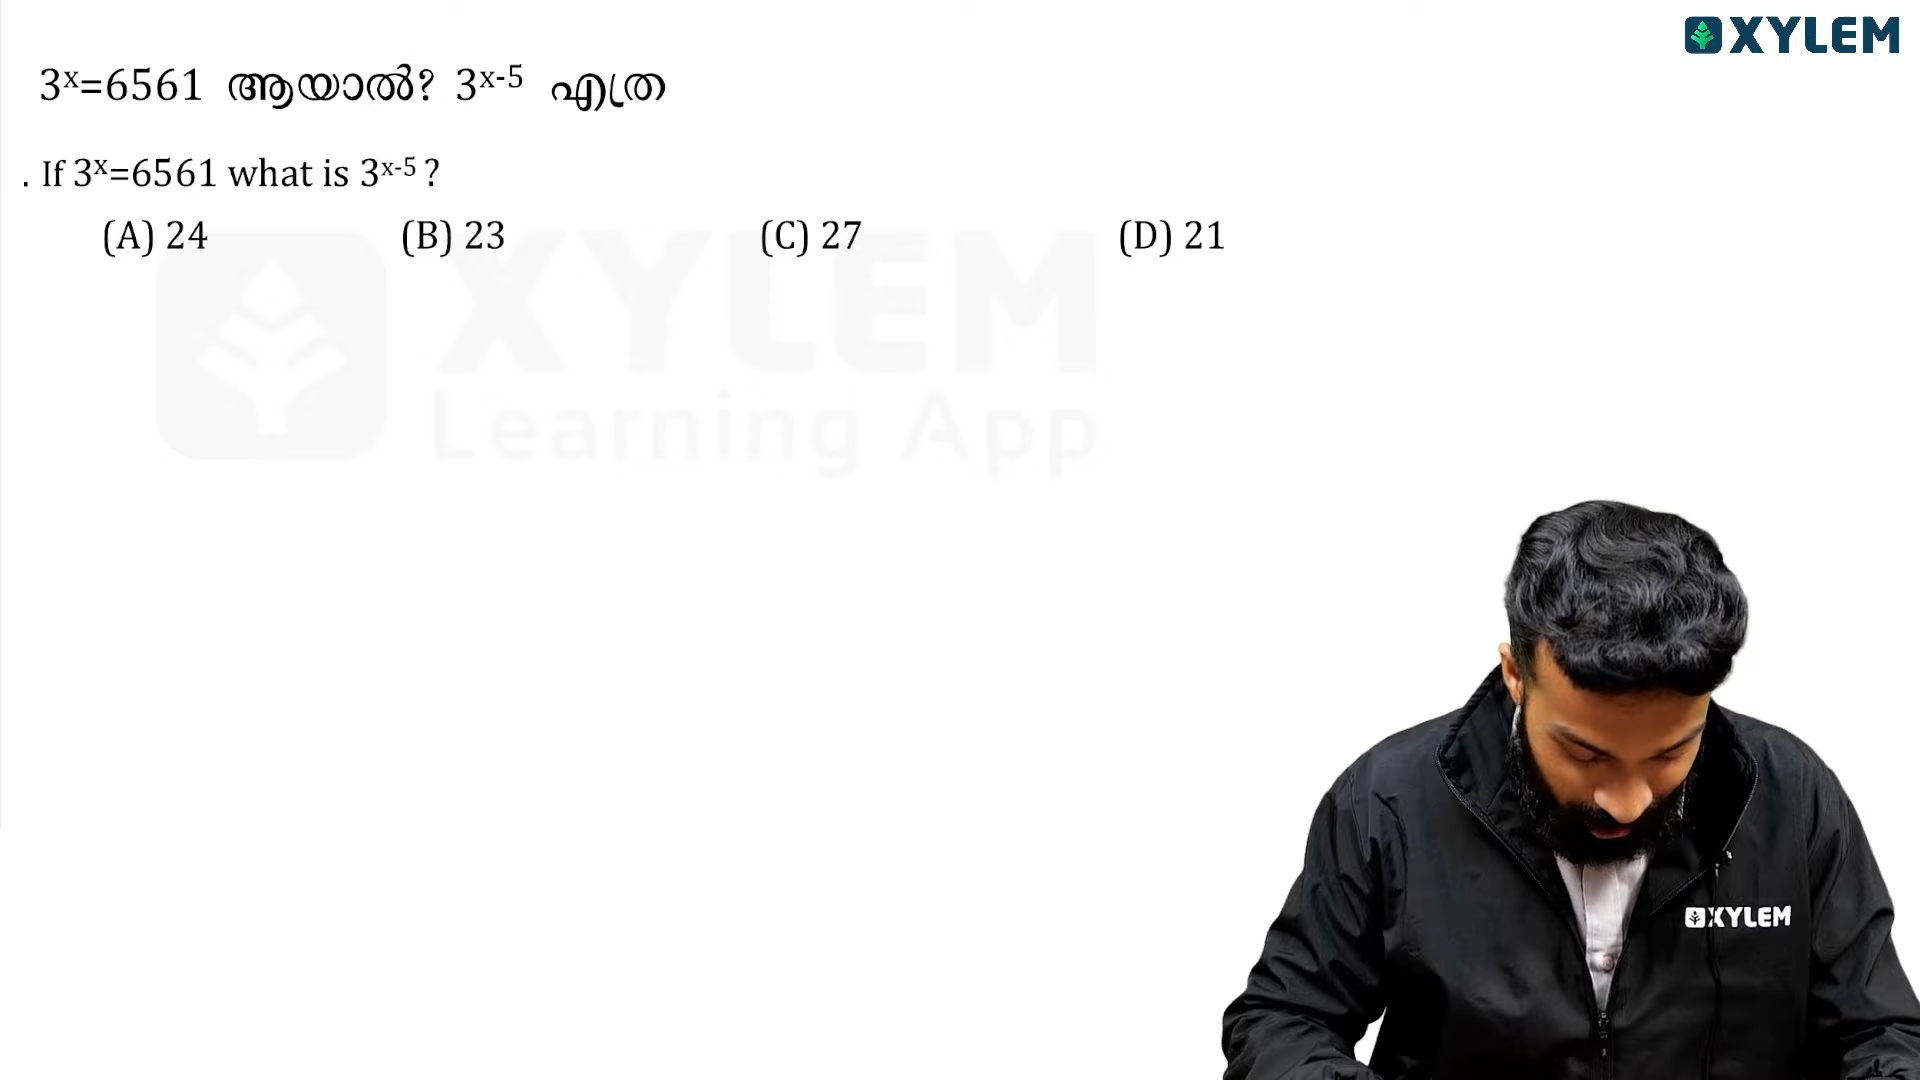 XYLEM
3ˣ=6561 ആയാൽ? 3ˣ⁻⁵ എത്ര
. If 3ˣ=6561 what is 3ˣ⁻⁵ ?
(A) 24 (B) 23 (C) 27 (D) 21
XYLEM
Learning App
XYLEM